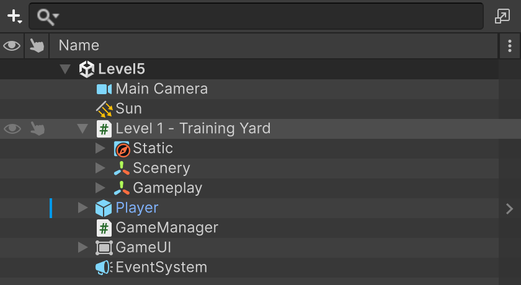 Name
Level5
Main Camera
Sun
Level 1 - Training Yard
Static
Scenery
Gameplay
Player
GameManager
GameUI
EventSystem